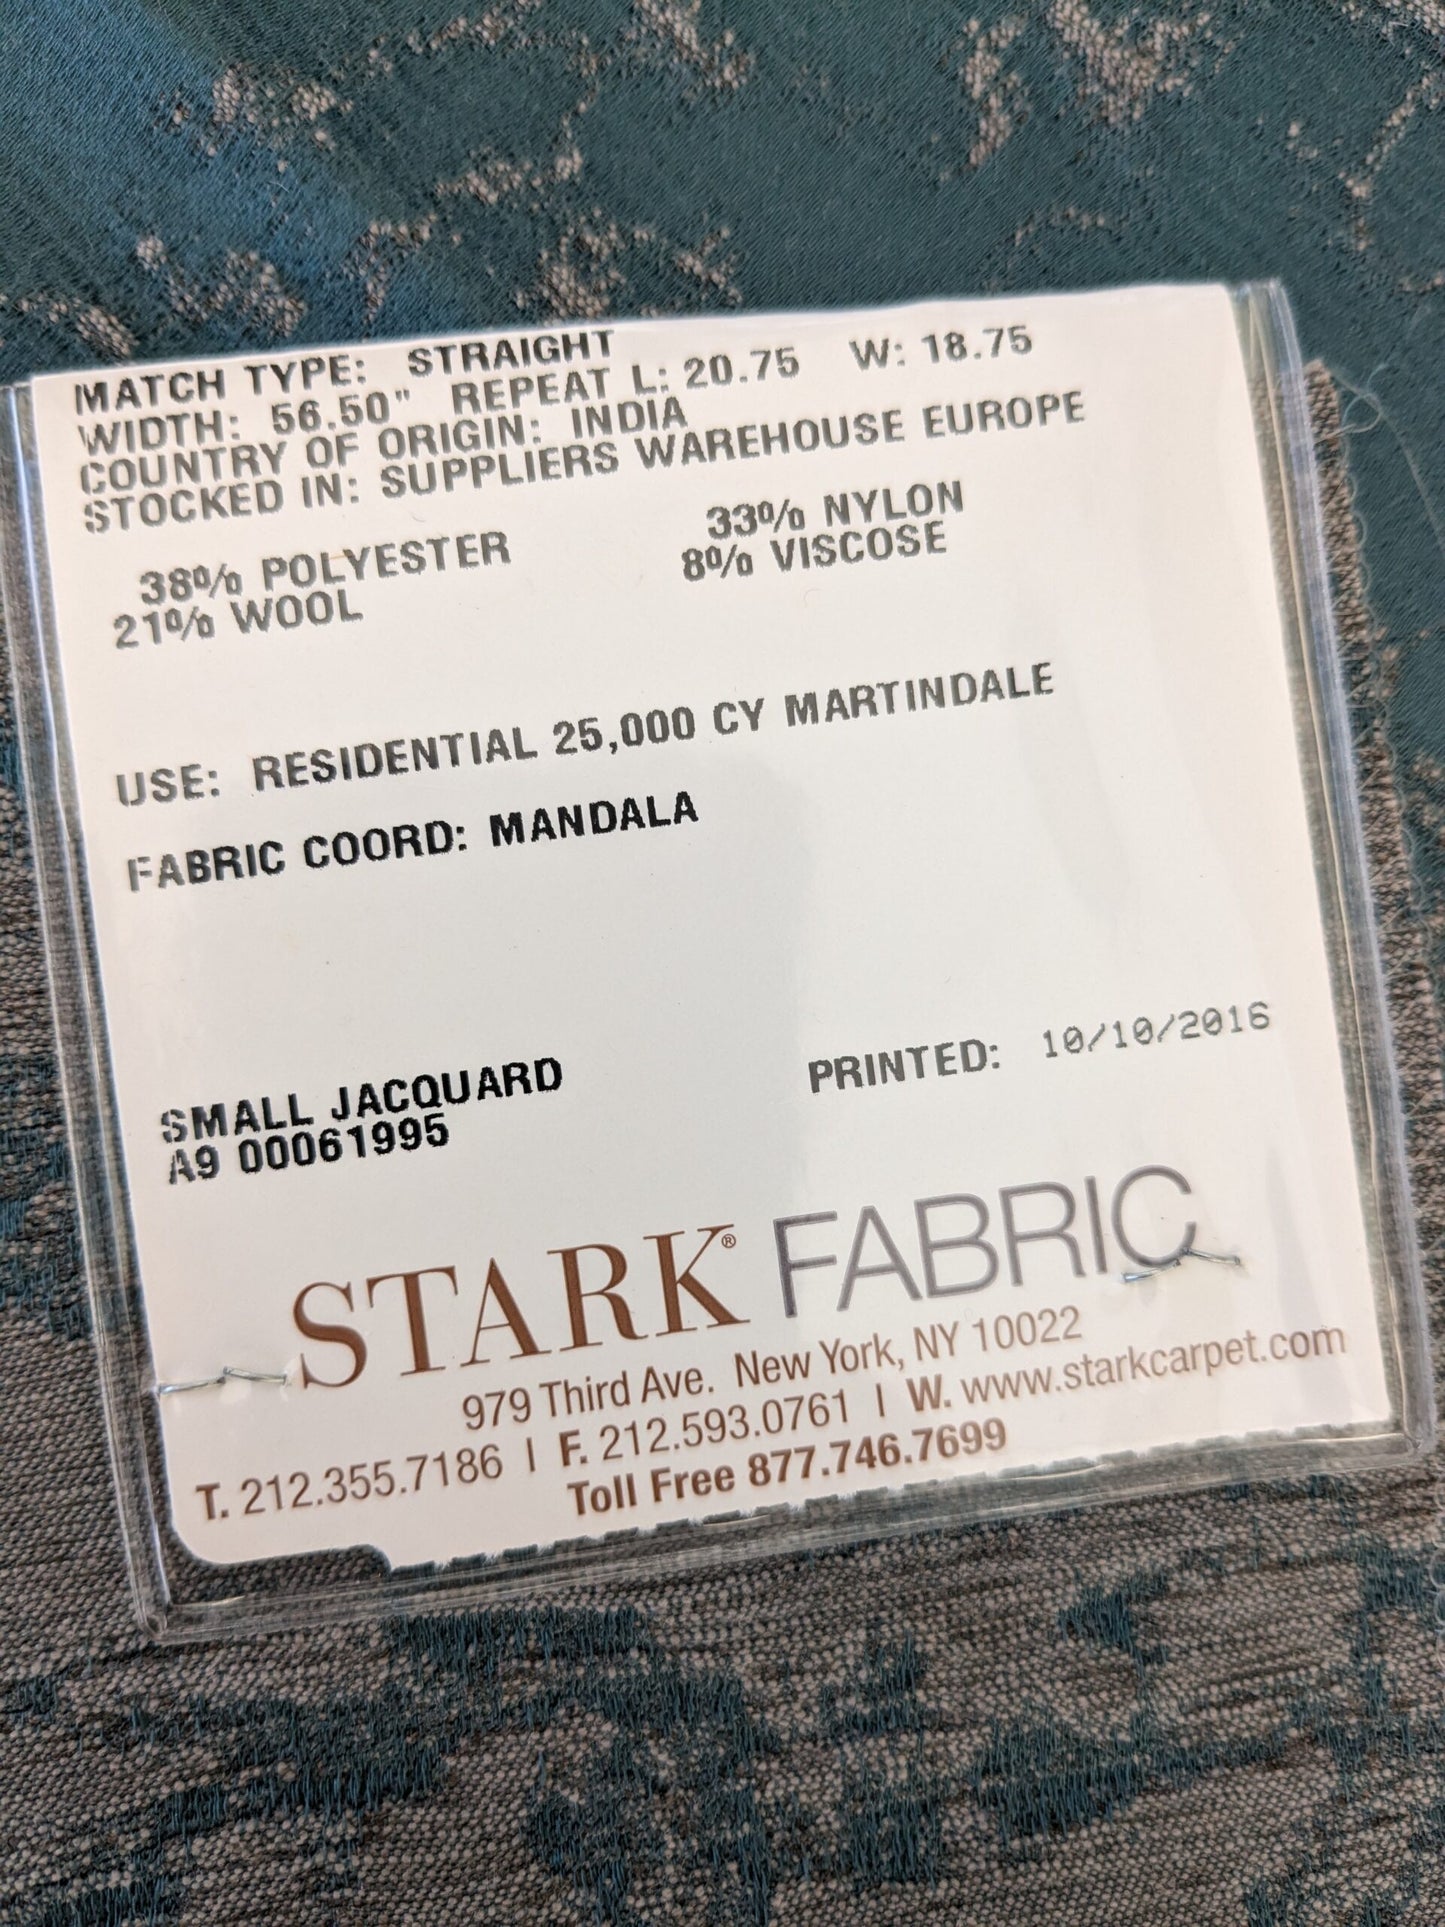 MATCH TYPE: STRAIGHT
WIDTH: 56.50" REPEAT L: 20.75 W: 18.75
COUNTRY OF ORIGIN: INDIA
STOCKED IN: SUPPLIERS WAREHOUSE EUROPE
38% POLYESTER 33% NYLON
21% WOOL 8% VISCOSE
USE: RESIDENTIAL 25,000 CY MARTINDALE
FABRIC COORD: MANDALA
SMALL JACQUARD PRINTED: 10/10/2016
A9 00061995
STARK® FABRIC
979 Third Ave. New York, NY 10022
T. 212.355.7186 | F. 212.593.0761 | W. www.starkcarpet.com
Toll Free 877.746.7699